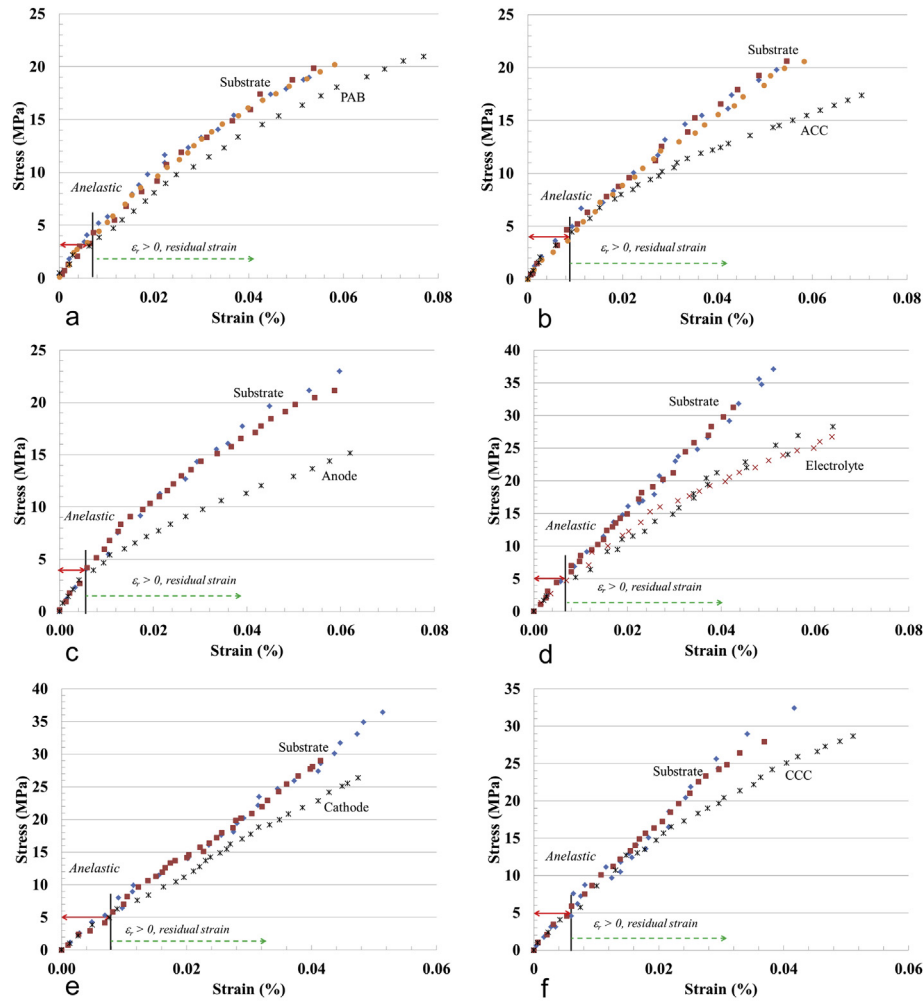 25
20
15
10
5
0
Stress (MPa)
Substrate
PAB
Anelastic
εr > 0, residual strain
0.00 0.02 0.04 0.06 0.08
a Strain (%)
25
20
15
10
5
0
Stress (MPa)
Substrate
ACC
Anelastic
εr > 0, residual strain
0.00 0.02 0.04 0.06 0.08
b Strain (%)
25
20
15
10
5
0
Stress (MPa)
Substrate
Anode
Anelastic
εr > 0, residual strain
0.00 0.02 0.04 0.06 0.08
c Strain (%)
40
35
30
25
20
15
10
5
0
Stress (MPa)
Substrate
Electrolyte
Anelastic
εr > 0, residual strain
0.00 0.02 0.04 0.06 0.08
d Strain (%)
40
35
30
25
20
15
10
5
0
Stress (MPa)
Substrate
Cathode
Anelastic
εr > 0, residual strain
0.00 0.02 0.04 0.06
e Strain (%)
35
30
25
20
15
10
5
0
Stress (MPa)
Substrate
CCC
Anelastic
εr > 0, residual strain
0.00 0.02 0.04 0.06
f Strain (%)